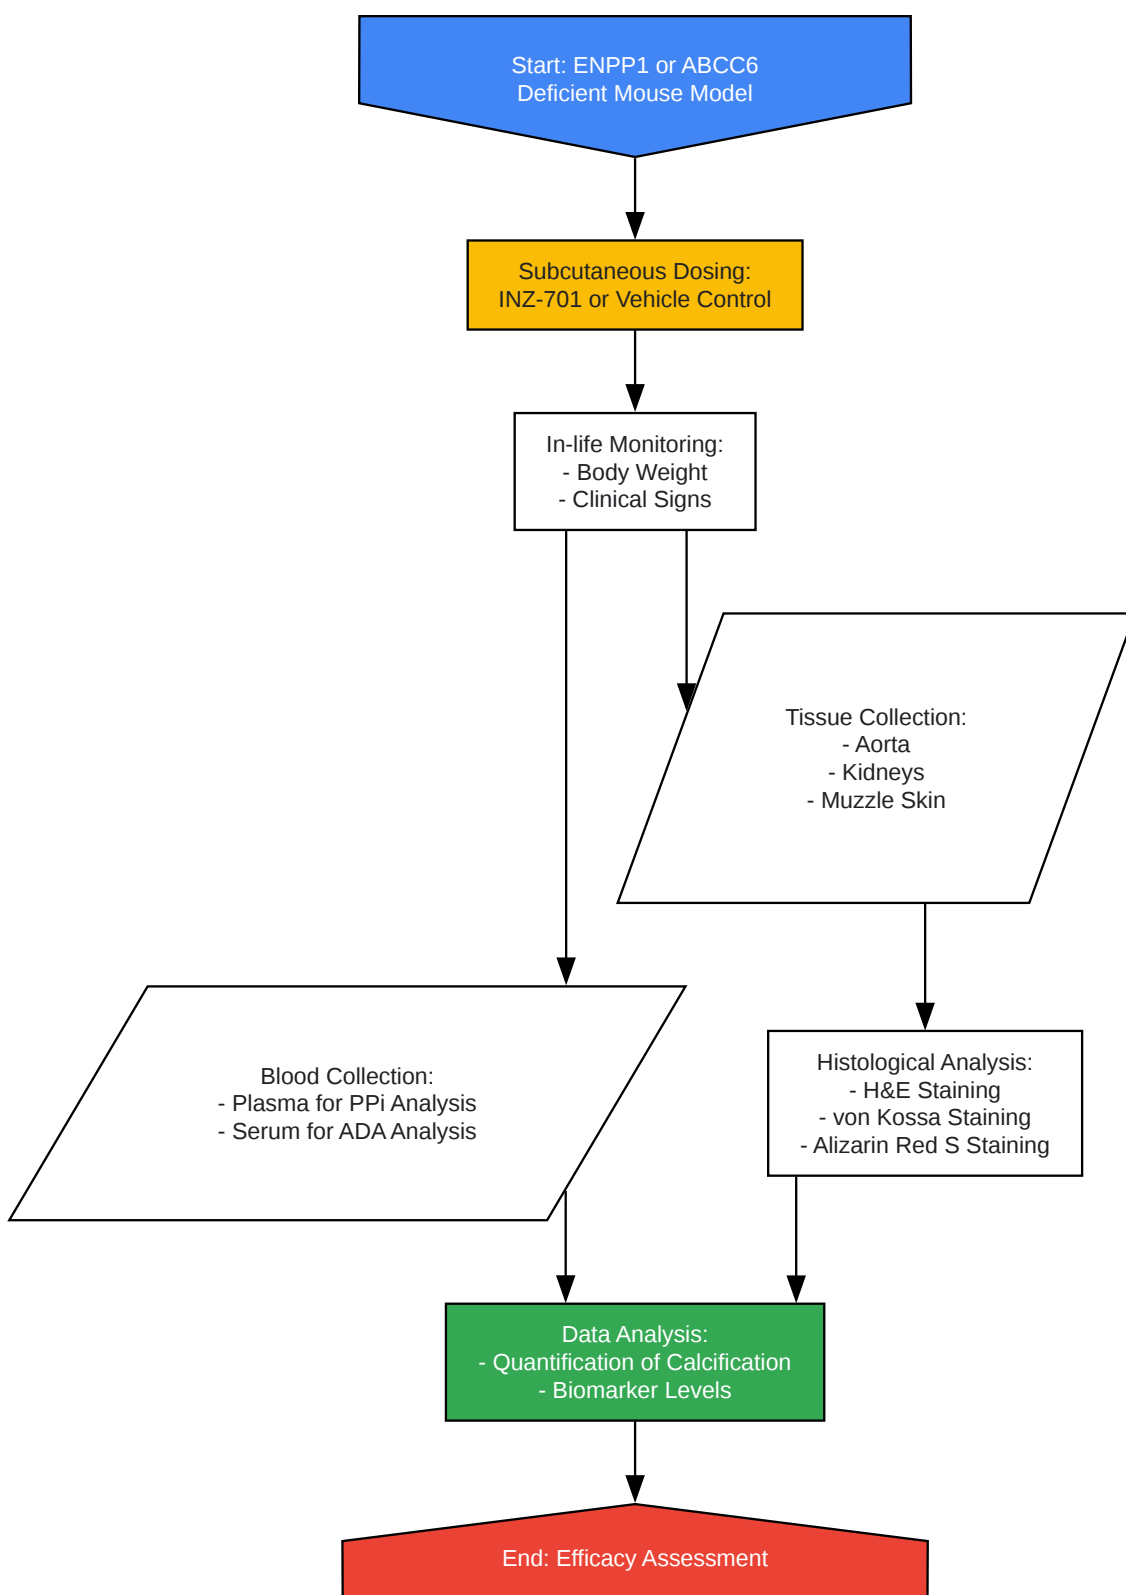 Start: ENPP1 or ABCC6
Deficient Mouse Model
Subcutaneous Dosing:
INZ-701 or Vehicle Control
In-life Monitoring:
- Body Weight
- Clinical Signs
Tissue Collection:
- Aorta
- Kidneys
- Muzzle Skin
Blood Collection:
- Plasma for PPi Analysis
- Serum for ADA Analysis
Histological Analysis:
- H&E Staining
- von Kossa Staining
- Alizarin Red S Staining
Data Analysis:
- Quantification of Calcification
- Biomarker Levels
End: Efficacy Assessment